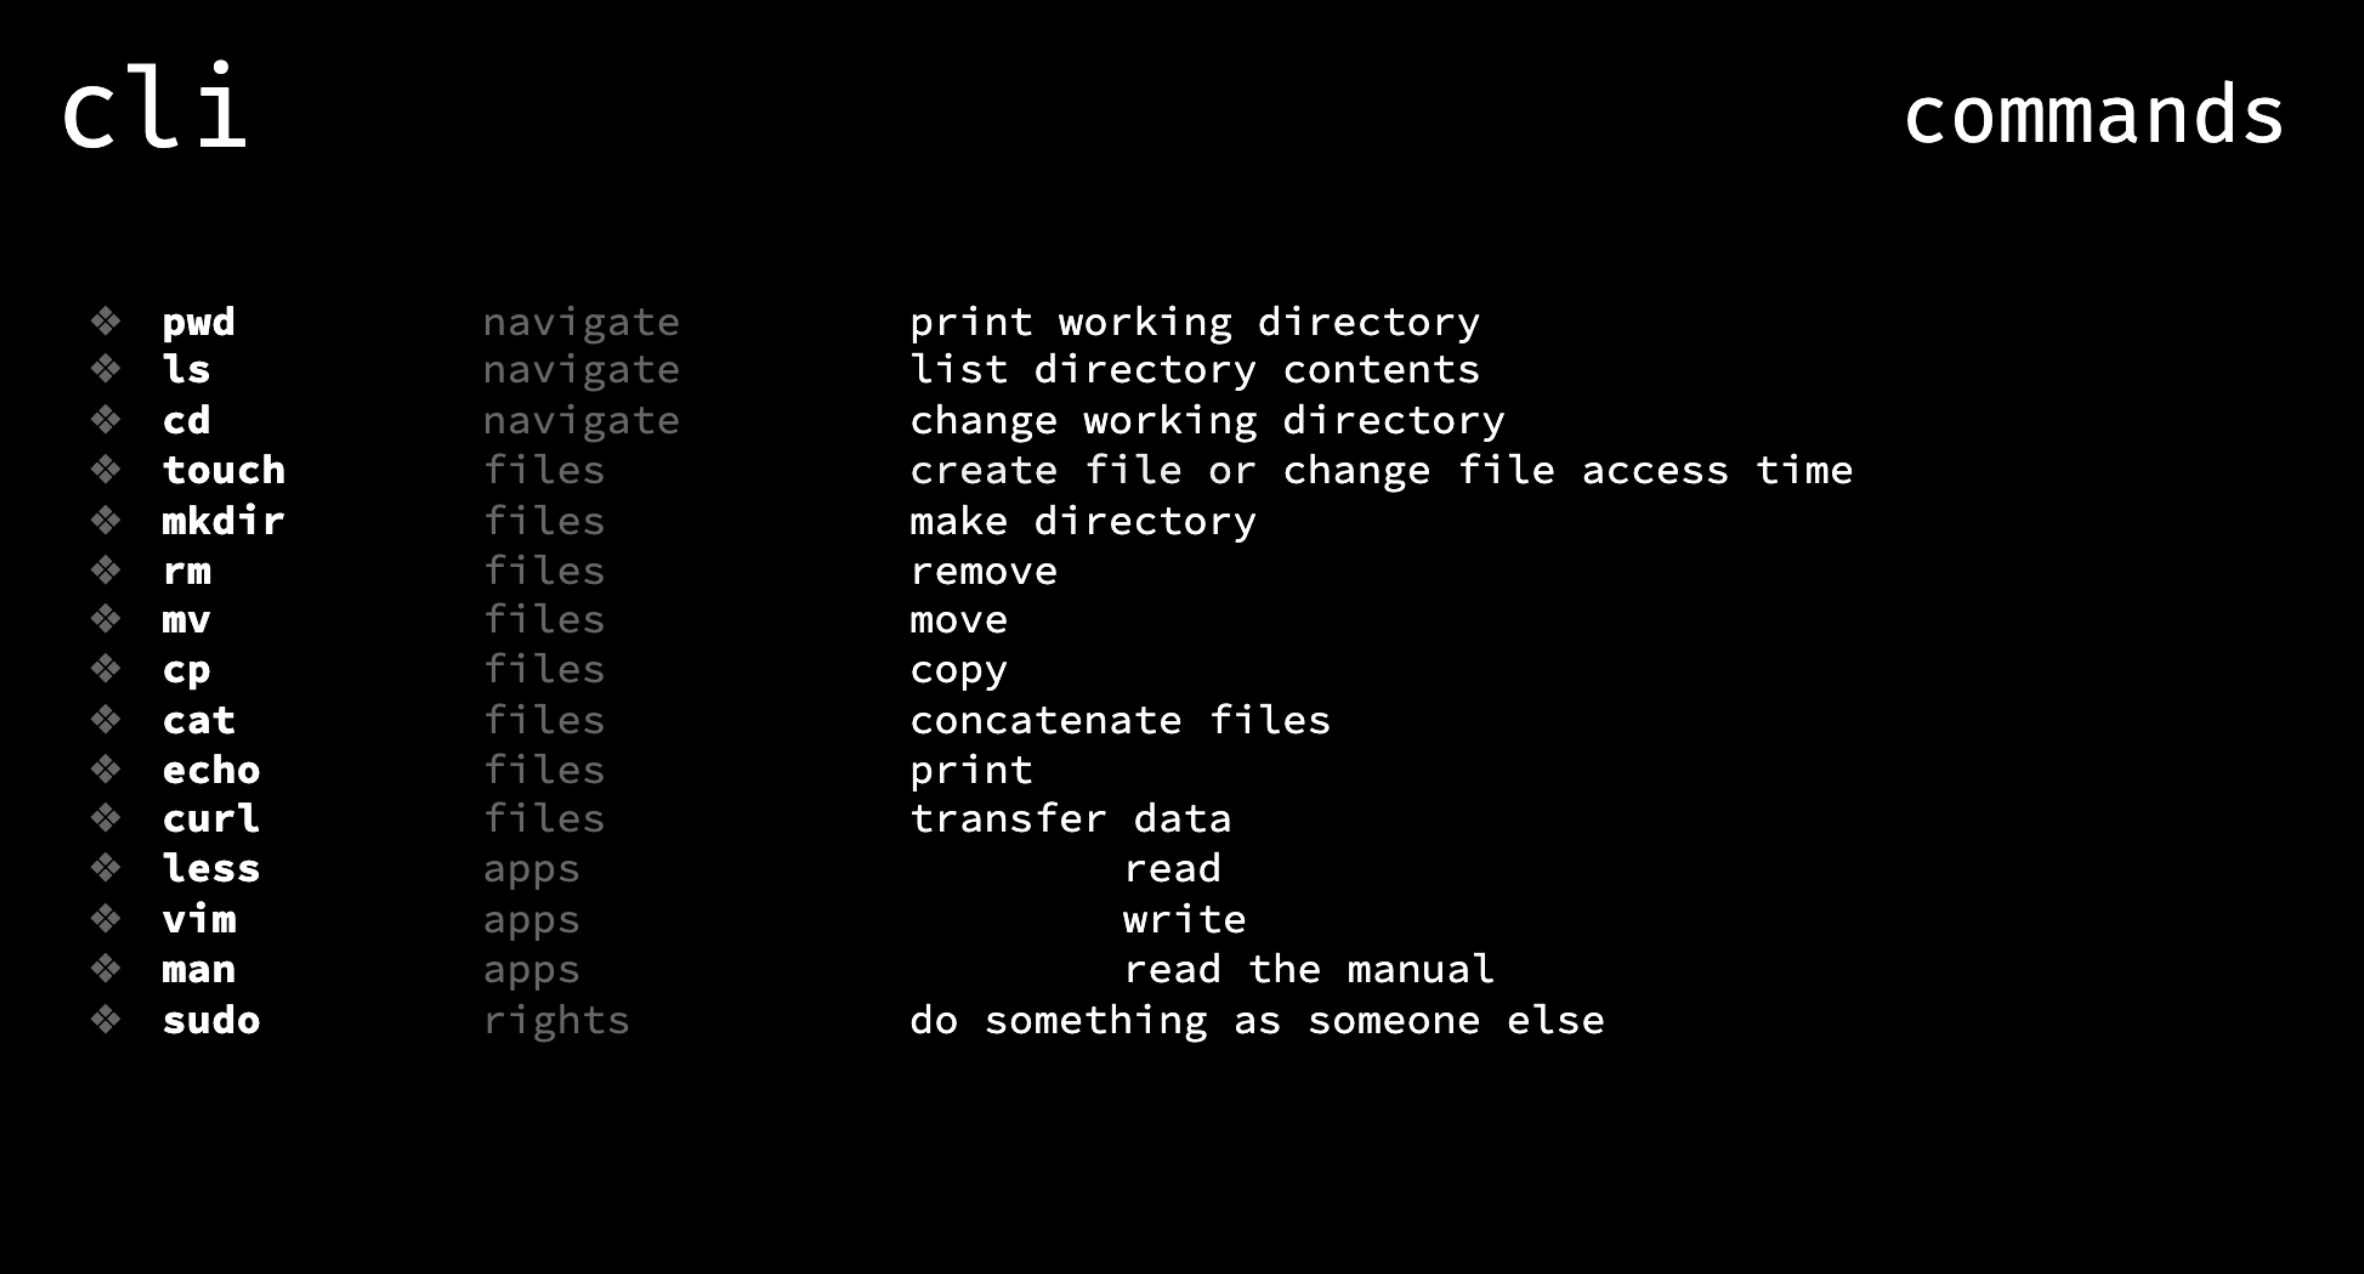 cli commands
❖ pwd navigate print working directory
❖ ls navigate list directory contents
❖ cd navigate change working directory
❖ touch files create file or change file access time
❖ mkdir files make directory
❖ rm files remove
❖ mv files move
❖ cp files copy
❖ cat files concatenate files
❖ echo files print
❖ curl files transfer data
❖ less apps read
❖ vim apps write
❖ man apps read the manual
❖ sudo rights do something as someone else